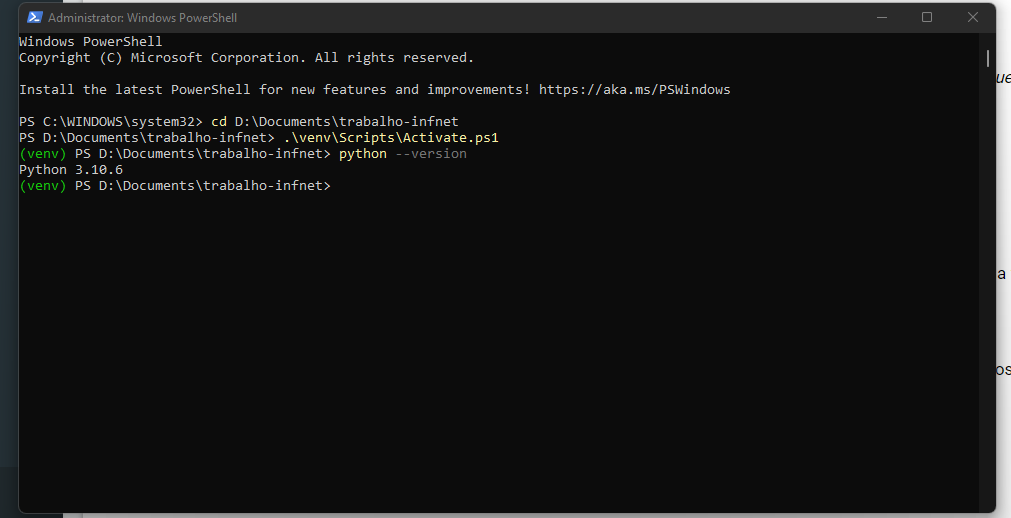 Administrator: Windows PowerShell
Windows PowerShell
Copyright (C) Microsoft Corporation. All rights reserved.
Install the latest PowerShell for new features and improvements! https://aka.ms/PSWindows
PS C:\WINDOWS\system32> cd D:\Documents\trabalho-infnet
PS D:\Documents\trabalho-infnet> .\venv\Scripts\Activate.ps1
(venv) PS D:\Documents\trabalho-infnet> python --version
Python 3.10.6
(venv) PS D:\Documents\trabalho-infnet>
ue
a
os